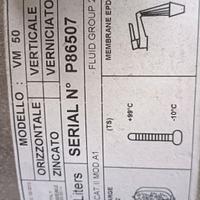 MODELLO : VM 50
ORIZZONTALE VERTICALE
ZINCATO VERNICIATO
SERIAL N° P86507
Liters FLUID GROUP 2
CAT II MOD A1
MEMBRANE EPD
(TS) +99°C -10°C